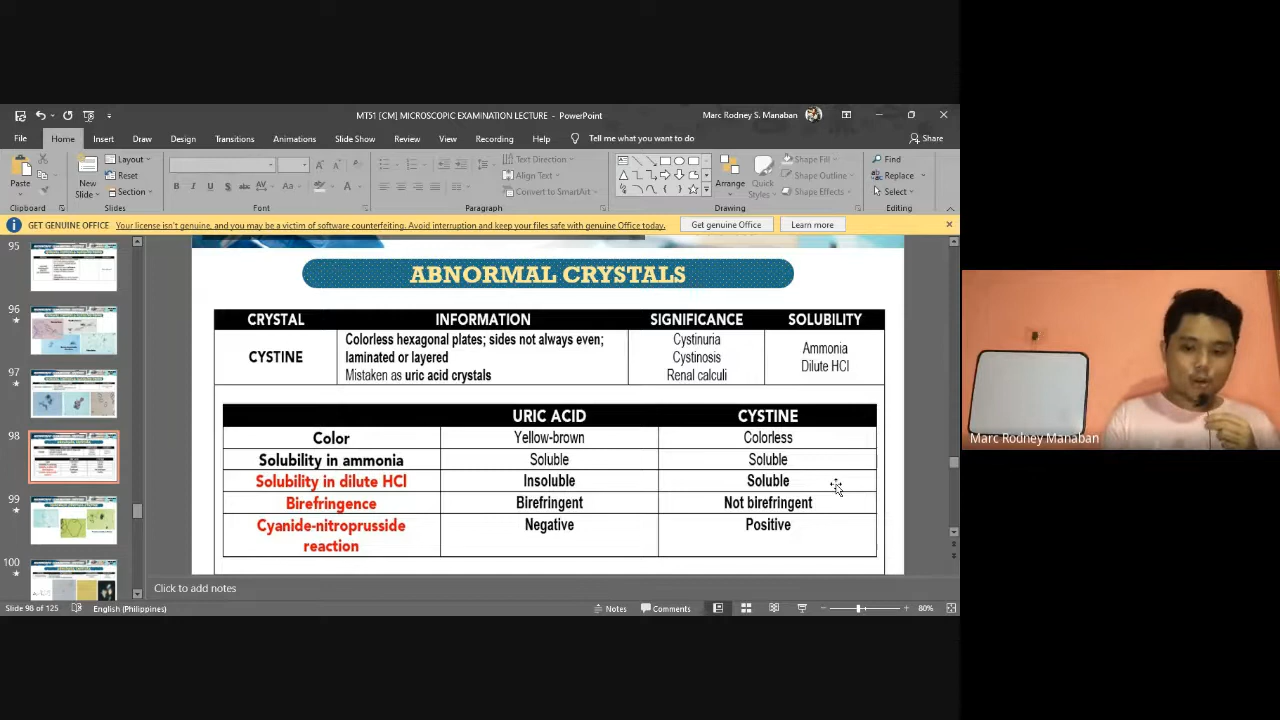 MT51 [CM] MICROSCOPIC EXAMINATION LECTURE - PowerPoint
Marc Rodney S. Manaban
File Home Insert Draw Design Transitions Animations Slide Show Review View Recording Help Tell me what you want to do Share
Paste
Clipboard
New Slide
Layout
Reset
Section
Slides
B I U S ab AV Aa A
Font
Text Direction
Align Text
Convert to SmartArt
Paragraph
Arrange
Quick Styles
Shape Fill
Shape Outline
Shape Effects
Drawing
Find
Replace
Select
Editing
GET GENUINE OFFICE Your license isn't genuine, and you may be a victim of software counterfeiting. Avoid interruption and keep your files safe with genuine Office today. Get genuine Office Learn more
95
96
97
98
99
100
ABNORMAL CRYSTALS
CRYSTAL INFORMATION SIGNIFICANCE SOLUBILITY
CYSTINE
Colorless hexagonal plates; sides not always even;
laminated or layered
Mistaken as uric acid crystals
Cystinuria
Cystinosis
Renal calculi
Ammonia
Dilute HCl
URIC ACID CYSTINE
Color Yellow-brown Colorless
Solubility in ammonia Soluble Soluble
Solubility in dilute HCl Insoluble Soluble
Birefringence Birefringent Not birefringent
Cyanide-nitroprusside Negative Positive
reaction
Click to add notes
Slide 98 of 125 English (Philippines) Notes Comments 80%
Marc Rodney Manaban